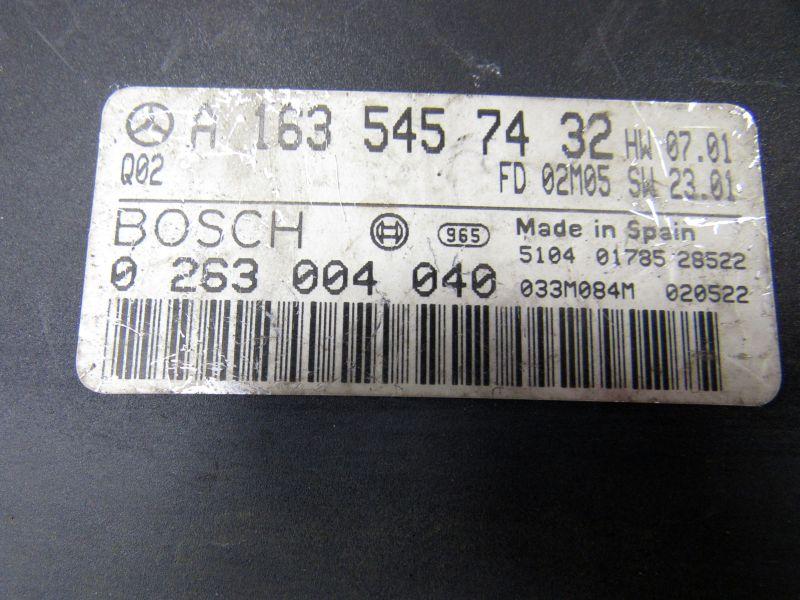 A 163 545 74 32 HW 07.01
Q02 FD 02M05 SW 23.01
BOSCH 965 Made in Spain
5104 01785 28522
0 263 004 040 033M084M 020522